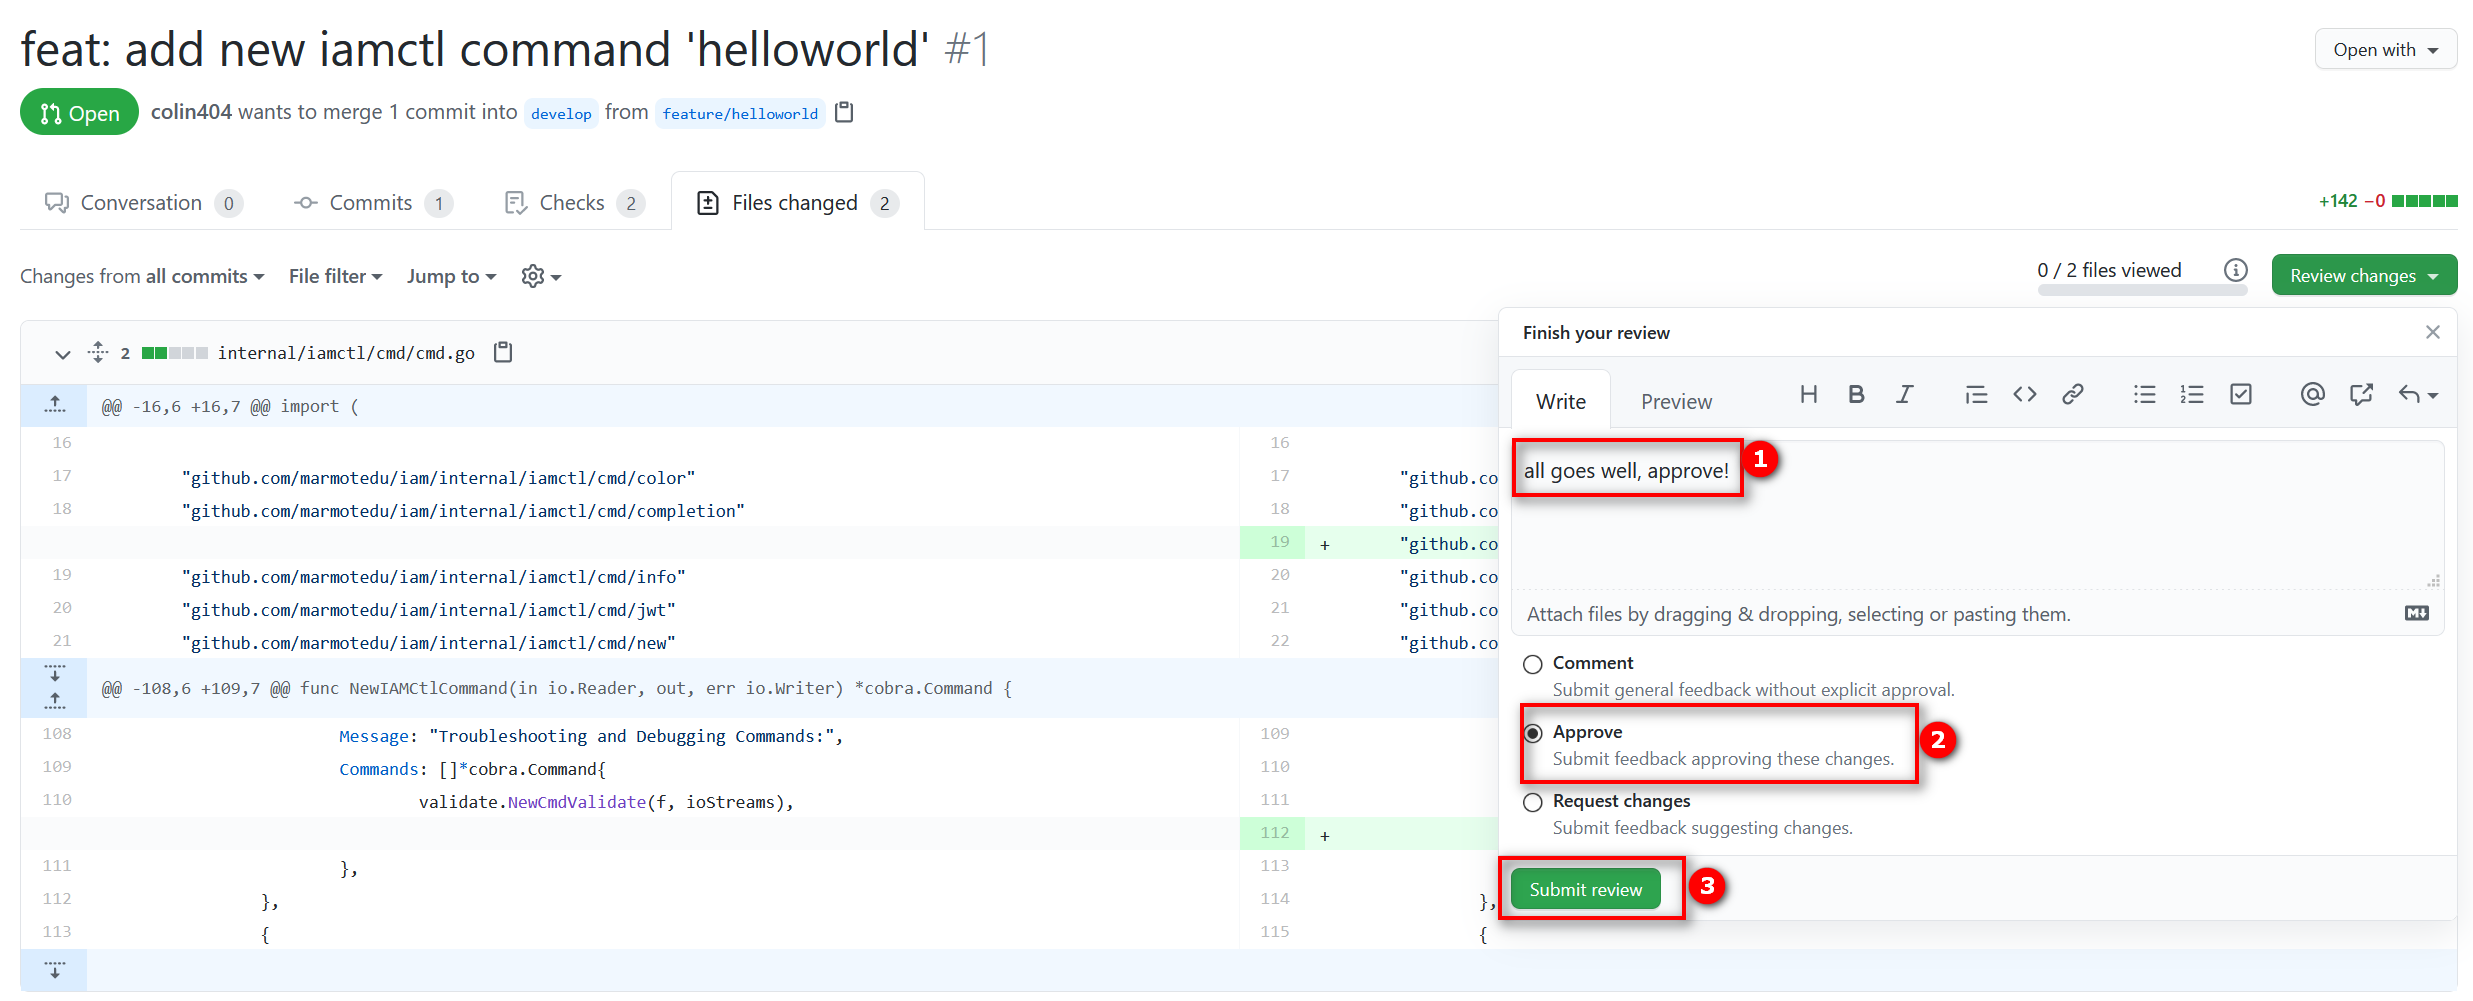 feat: add new iamctl command 'helloworld' #1
Open with
Open colin404 wants to merge 1 commit into develop from feature/helloworld
Conversation 0 Commits 1 Checks 2 Files changed 2
+142 −0
Changes from all commits File filter Jump to
0 / 2 files viewed
Review changes
2 internal/iamctl/cmd/cmd.go
@@ -16,6 +16,7 @@ import (
16
17 "github.com/marmotedu/iam/internal/iamctl/cmd/color"
18 "github.com/marmotedu/iam/internal/iamctl/cmd/completion"
19 "github.com/marmotedu/iam/internal/iamctl/cmd/info"
20 "github.com/marmotedu/iam/internal/iamctl/cmd/jwt"
21 "github.com/marmotedu/iam/internal/iamctl/cmd/new"
@@ -108,6 +109,7 @@ func NewIAMCtlCommand(in io.Reader, out, err io.Writer) *cobra.Command {
108 Message: "Troubleshooting and Debugging Commands:",
109 Commands: []*cobra.Command{
110 validate.NewCmdValidate(f, ioStreams),
111 },
112 },
113 {
16
17 "github.co
18 "github.co
19 + "github.co
20 "github.co
21 "github.co
22 "github.co
109
110
111
112 +
113
114 },
115 {
Finish your review
Write Preview
all goes well, approve!
1
Attach files by dragging & dropping, selecting or pasting them.
Comment
Submit general feedback without explicit approval.
Approve
Submit feedback approving these changes.
2
Request changes
Submit feedback suggesting changes.
Submit review
3